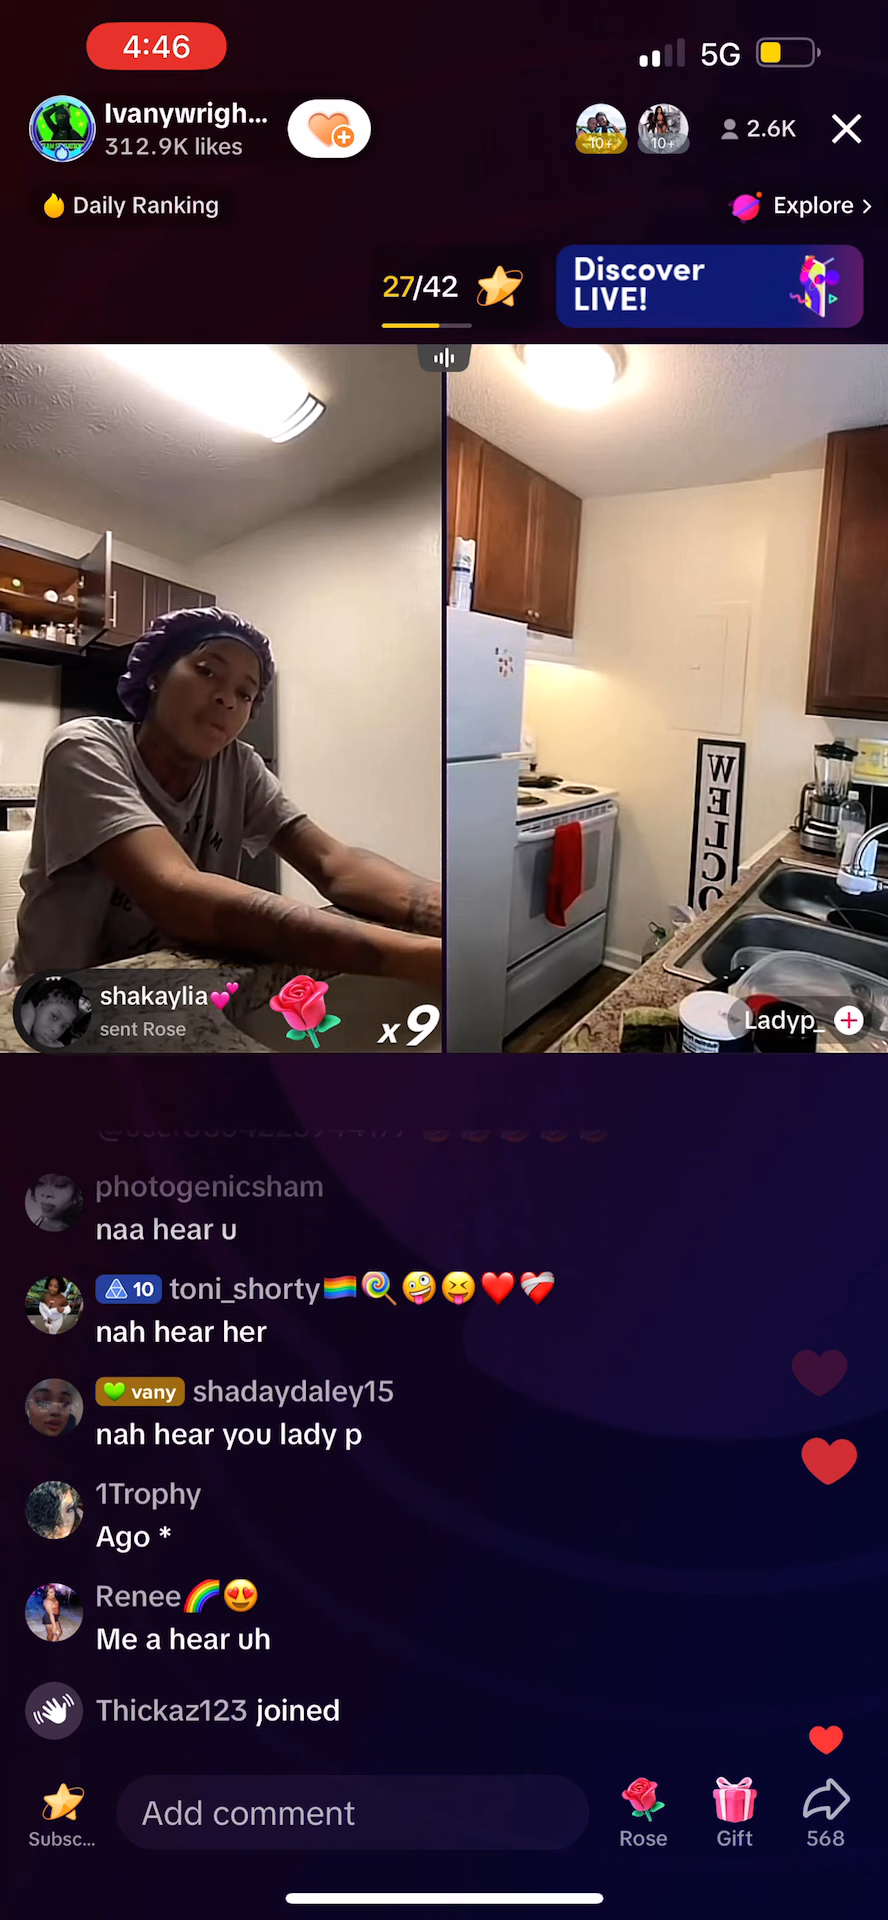 4:46
5G
Ivanywrigh...
312.9K likes
10+
10+
2.6K
Daily Ranking
Explore >
27/42
Discover
LIVE!
WELCO
shakaylia💕
sent Rose
x9
Ladyp_
photogenicsham
naa hear u
10 toni_shorty🏳️‍🌈🍭🤪😝❤️❤️‍🩹
nah hear her
💚 vany shadaydaley15
nah hear you lady p
1Trophy
Ago *
Renee🌈😍
Me a hear uh
Thickaz123 joined
Subsc...
Add comment
Rose
Gift
568